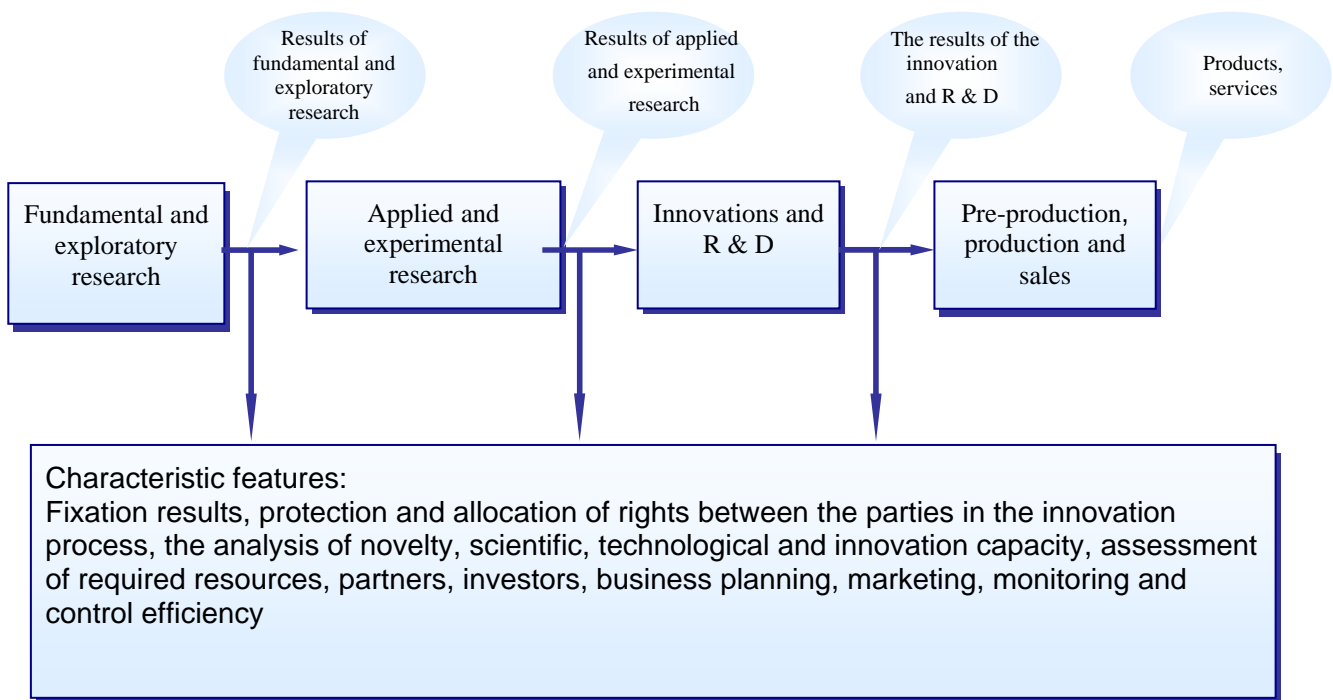 Results of
fundamental and
exploratory
research
Results of applied
and experimental
research
The results of the
innovation
and R & D
Products,
services
Fundamental and
exploratory
research
Applied and
experimental
research
Innovations and
R & D
Pre-production,
production and
sales
Characteristic features:
Fixation results, protection and allocation of rights between the parties in the innovation
process, the analysis of novelty, scientific, technological and innovation capacity, assessment
of required resources, partners, investors, business planning, marketing, monitoring and
control efficiency